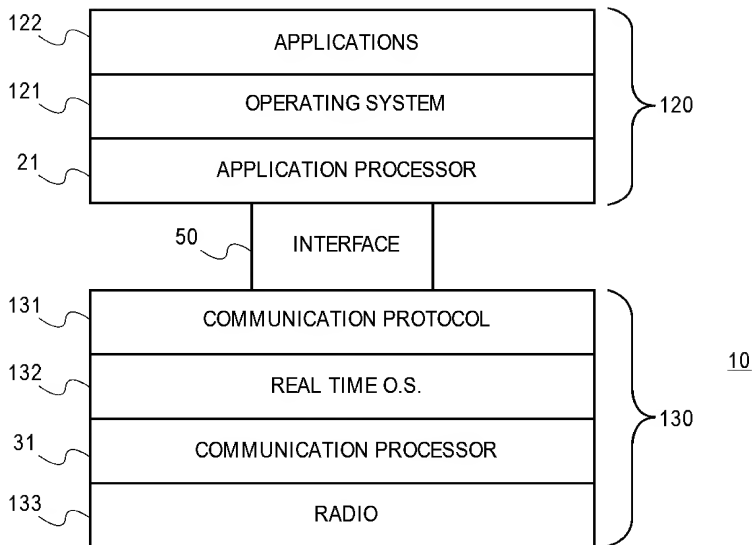 122 APPLICATIONS
121 OPERATING SYSTEM 120
21 APPLICATION PROCESSOR
50 INTERFACE
131 COMMUNICATION PROTOCOL
10
132 REAL TIME O.S.
130
31 COMMUNICATION PROCESSOR
133 RADIO